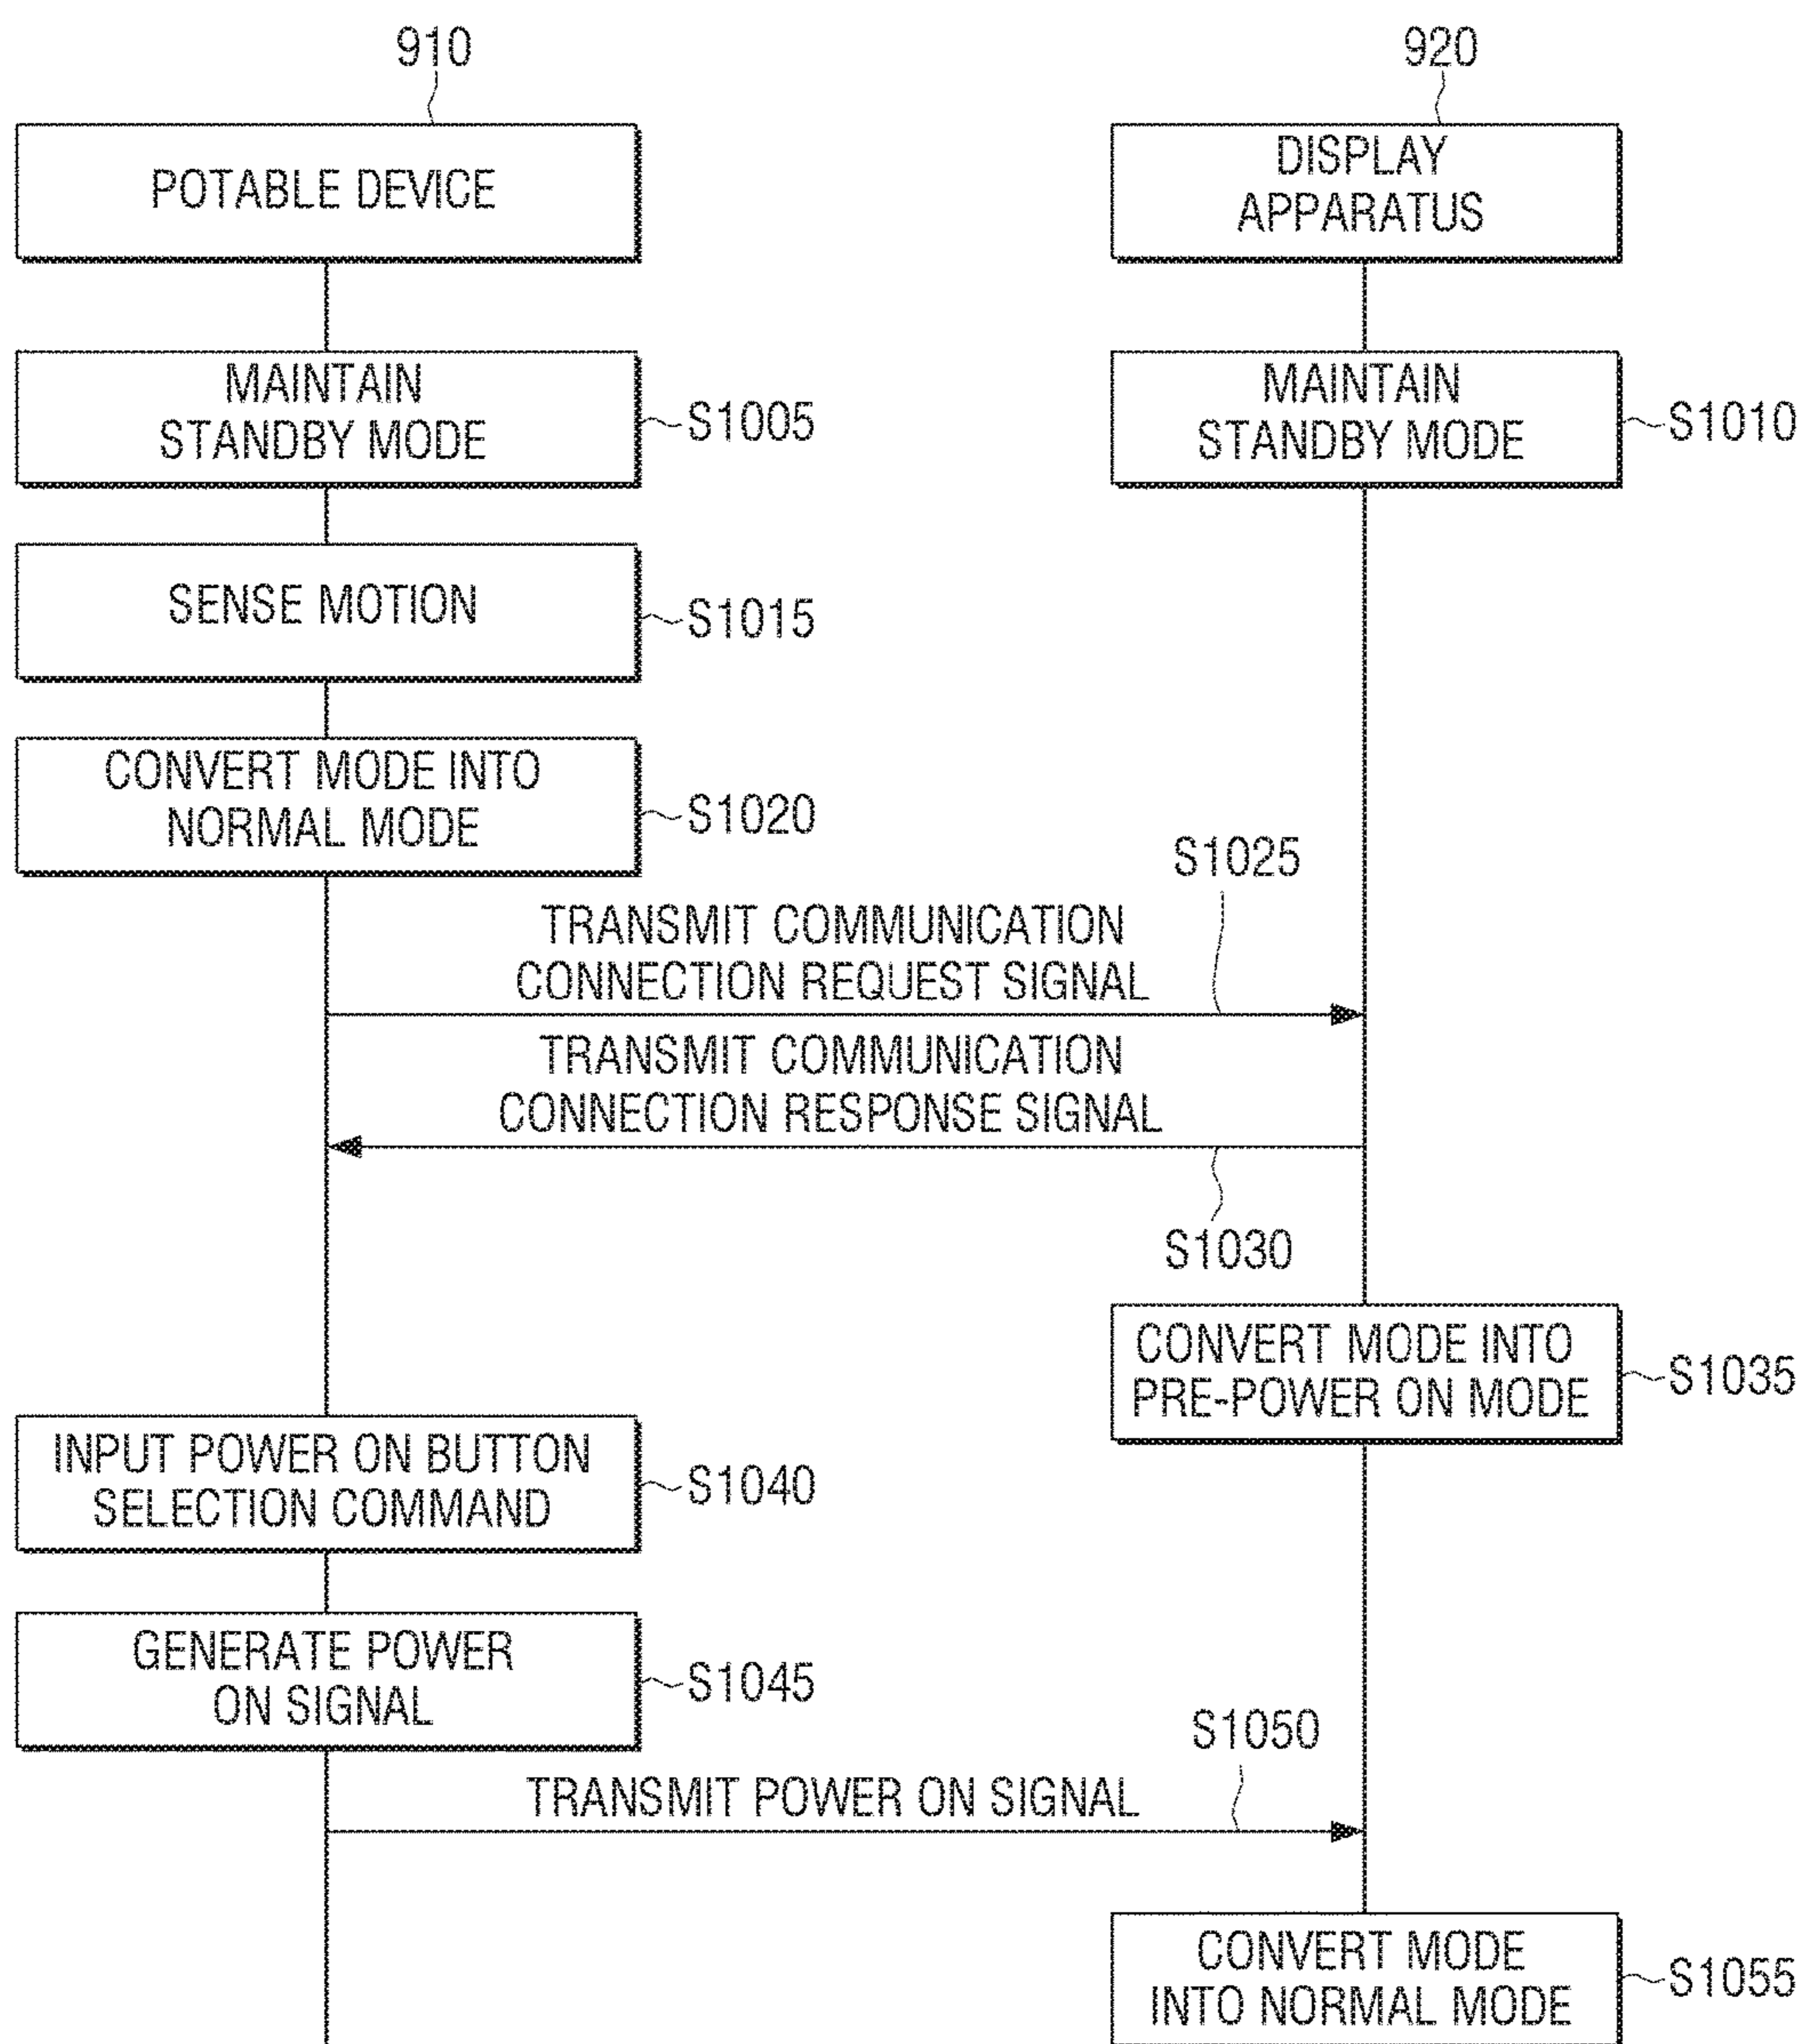 910
920
POTABLE DEVICE
DISPLAY
APPARATUS
MAINTAIN
STANDBY MODE
S1005
MAINTAIN
STANDBY MODE
S1010
SENSE MOTION
S1015
CONVERT MODE INTO
NORMAL MODE
S1020
S1025
TRANSMIT COMMUNICATION
CONNECTION REQUEST SIGNAL
TRANSMIT COMMUNICATION
CONNECTION RESPONSE SIGNAL
S1030
CONVERT MODE INTO
PRE-POWER ON MODE
S1035
INPUT POWER ON BUTTON
SELECTION COMMAND
S1040
GENERATE POWER
ON SIGNAL
S1045
S1050
TRANSMIT POWER ON SIGNAL
CONVERT MODE
INTO NORMAL MODE
S1055